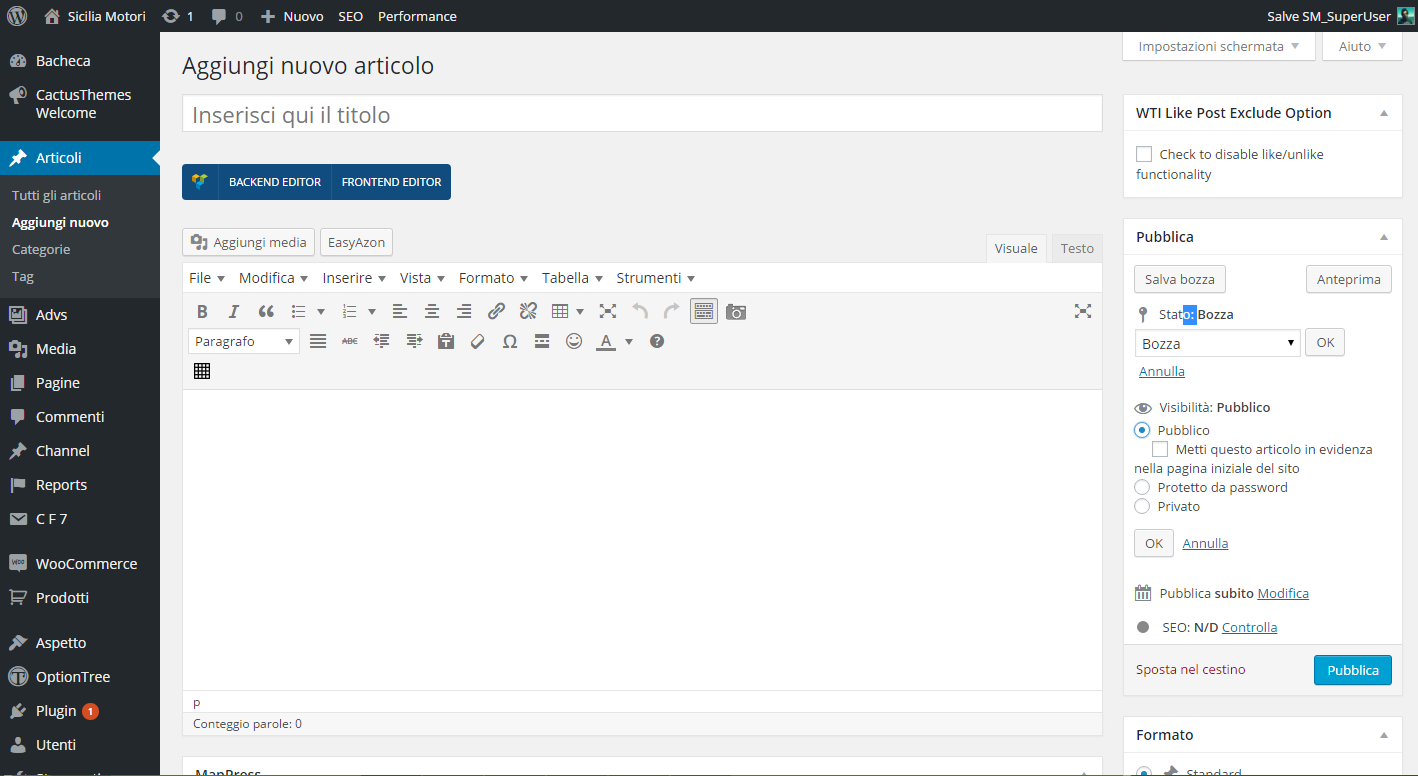 Sicilia Motori
1
0
Nuovo
SEO
Performance
Salve SM_SuperUser
Bacheca
CactusThemes
Welcome
Articoli
Tutti gli articoli
Aggiungi nuovo
Categorie
Tag
Advs
Media
Pagine
Commenti
Channel
Reports
C F 7
WooCommerce
Prodotti
Aspetto
OptionTree
Plugin 1
Utenti
Impostazioni schermata
Aiuto
Aggiungi nuovo articolo
Inserisci qui il titolo
BACKEND EDITOR
FRONTEND EDITOR
Aggiungi media
EasyAzon
Visuale
Testo
File
Modifica
Inserire
Vista
Formato
Tabella
Strumenti
Paragrafo
ABC
p
Conteggio parole: 0
MapPress
WTI Like Post Exclude Option
Check to disable like/unlike
functionality
Pubblica
Salva bozza
Anteprima
Stato: Bozza
Bozza
OK
Annulla
Visibilità: Pubblico
Pubblico
Metti questo articolo in evidenza
nella pagina iniziale del sito
Protetto da password
Privato
OK
Annulla
Pubblica subito Modifica
SEO: N/D Controlla
Sposta nel cestino
Pubblica
Formato
Standard